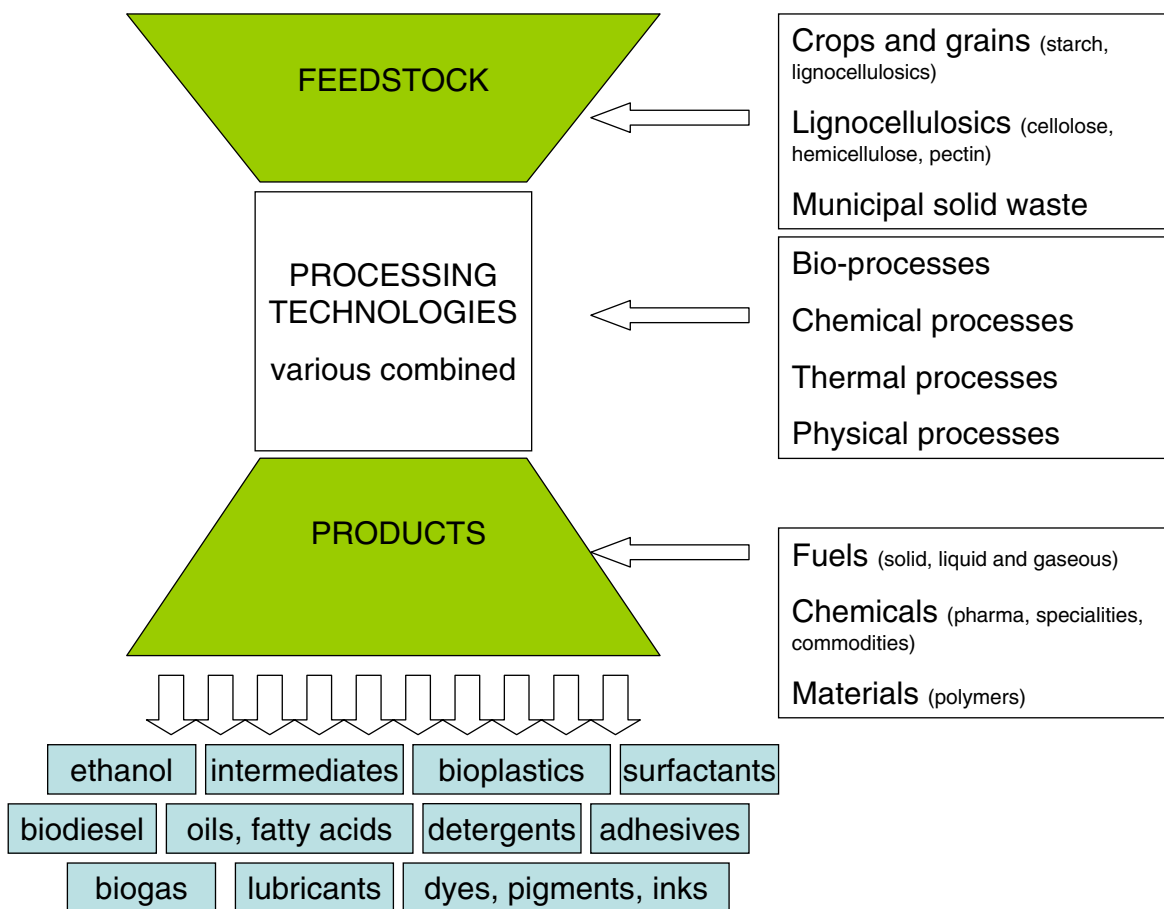 FEEDSTOCK
Crops and grains (starch,
lignocellulosics)
Lignocellulosics (cellolose,
hemicellulose, pectin)
Municipal solid waste
PROCESSING
TECHNOLOGIES
various combined
Bio-processes
Chemical processes
Thermal processes
Physical processes
PRODUCTS
Fuels (solid, liquid and gaseous)
Chemicals (pharma, specialities,
commodities)
Materials (polymers)
ethanol intermediates bioplastics surfactants
biodiesel oils, fatty acids detergents adhesives
biogas lubricants dyes, pigments, inks